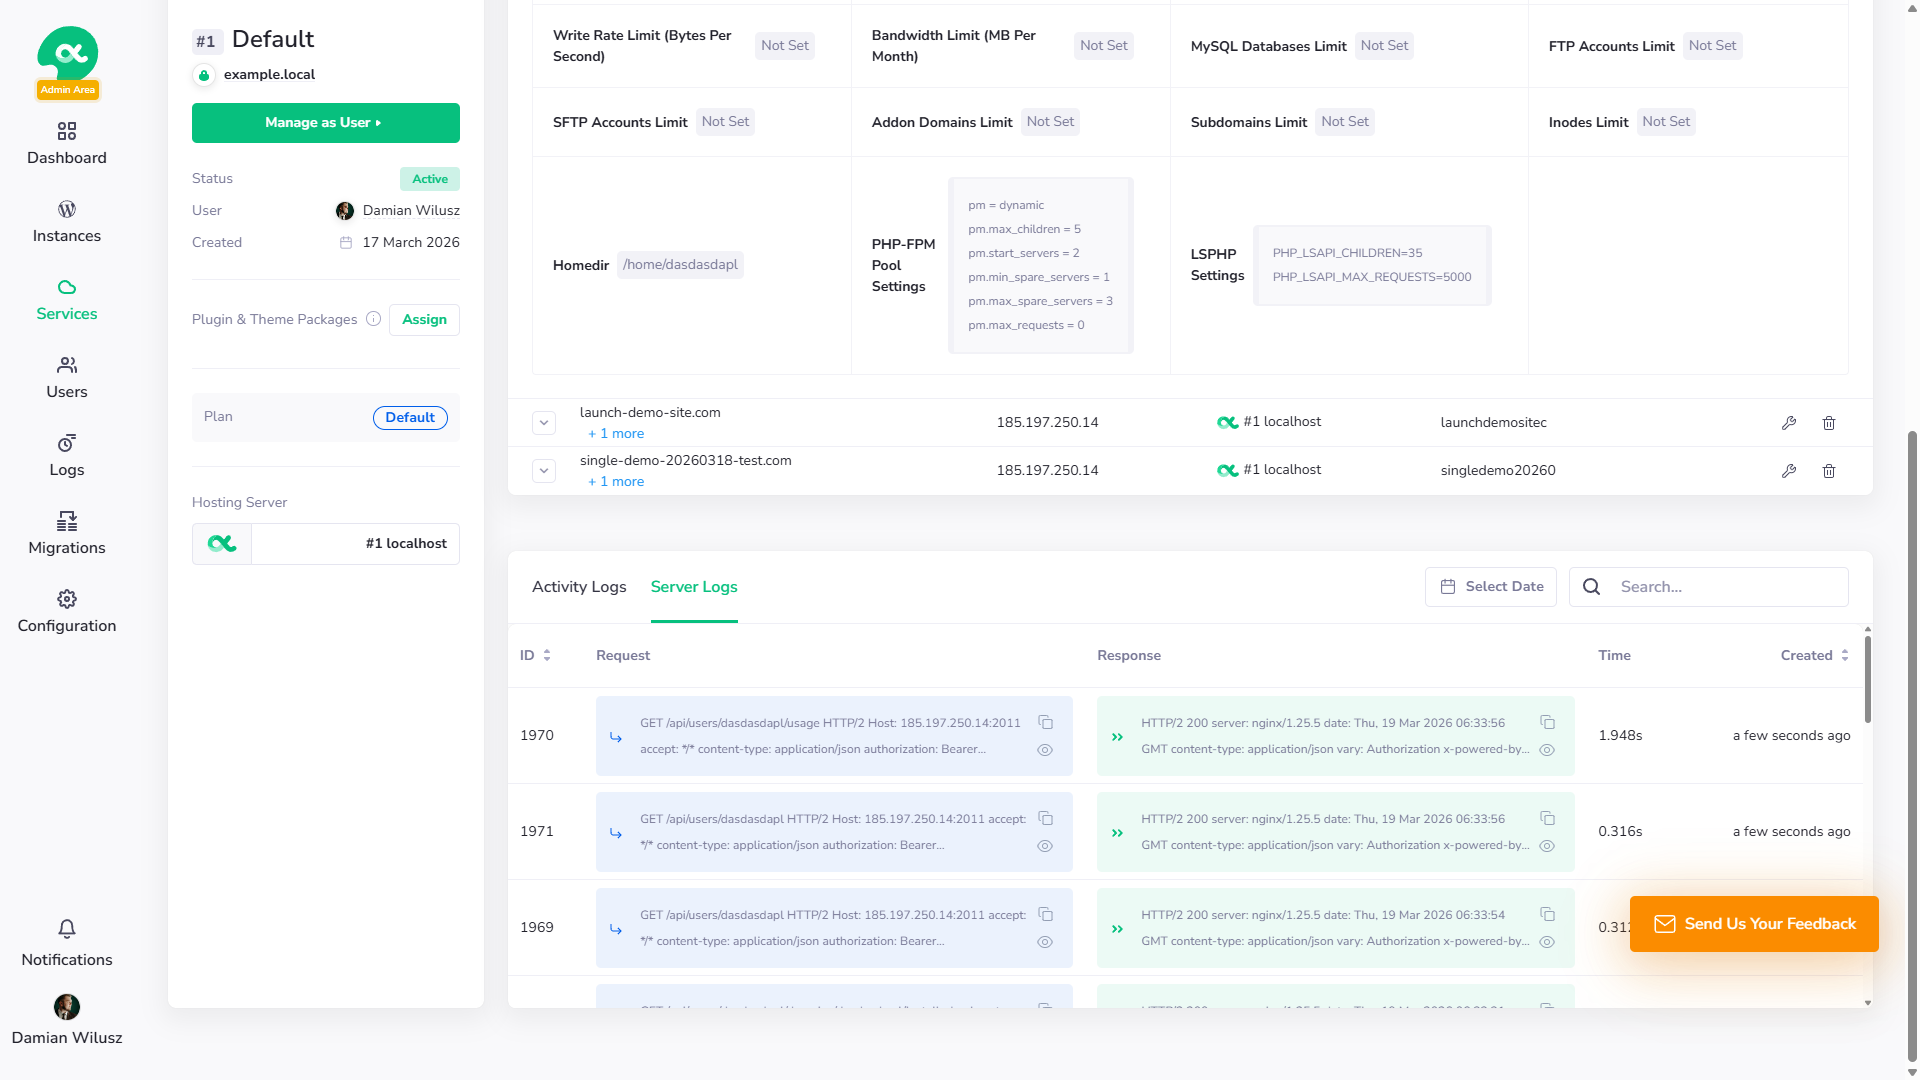 Admin Area
Dashboard
Instances
Services
Users
Logs
Migrations
Configuration
Notifications
Damian Wilusz
#1 Default
example.local
Manage as User
Status Active
User Damian Wilusz
Created 17 March 2026
Plugin & Theme Packages Assign
Plan Default
Hosting Server
#1 localhost
Write Rate Limit (Bytes Per Second) Not Set
Bandwidth Limit (MB Per Month) Not Set
MySQL Databases Limit Not Set
FTP Accounts Limit Not Set
SFTP Accounts Limit Not Set
Addon Domains Limit Not Set
Subdomains Limit Not Set
Inodes Limit Not Set
Homedir /home/dasdasdapl
PHP-FPM Pool Settings
pm = dynamic
pm.max_children = 5
pm.start_servers = 2
pm.min_spare_servers = 1
pm.max_spare_servers = 3
pm.max_requests = 0
LSPHP Settings
PHP_LSAPI_CHILDREN=35
PHP_LSAPI_MAX_REQUESTS=5000
launch-demo-site.com
+ 1 more
185.197.250.14
#1 localhost
launchdemositec
single-demo-20260318-test.com
+ 1 more
185.197.250.14
#1 localhost
singledemo20260
Activity Logs Server Logs Select Date Search...
ID Request Response Time Created
1970
GET /api/users/dasdasdapl/usage HTTP/2 Host: 185.197.250.14:2011
accept: */* content-type: application/json authorization: Bearer...
HTTP/2 200 server: nginx/1.25.5 date: Thu, 19 Mar 2026 06:33:56
GMT content-type: application/json vary: Authorization x-powered-by...
1.948s
a few seconds ago
1971
GET /api/users/dasdasdapl HTTP/2 Host: 185.197.250.14:2011 accept:
*/* content-type: application/json authorization: Bearer...
HTTP/2 200 server: nginx/1.25.5 date: Thu, 19 Mar 2026 06:33:56
GMT content-type: application/json vary: Authorization x-powered-by...
0.316s
a few seconds ago
1969
GET /api/users/dasdasdapl HTTP/2 Host: 185.197.250.14:2011 accept:
*/* content-type: application/json authorization: Bearer...
HTTP/2 200 server: nginx/1.25.5 date: Thu, 19 Mar 2026 06:33:54
GMT content-type: application/json vary: Authorization x-powered-by...
Send Us Your Feedback